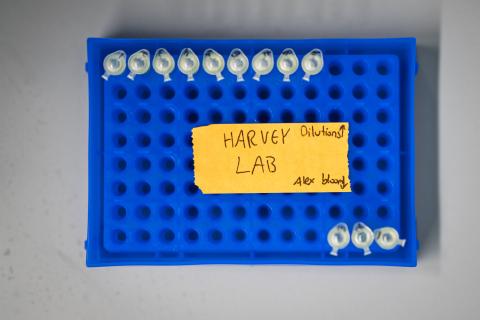 HARVEY Dilutions↑
LAB
Alex blood↓